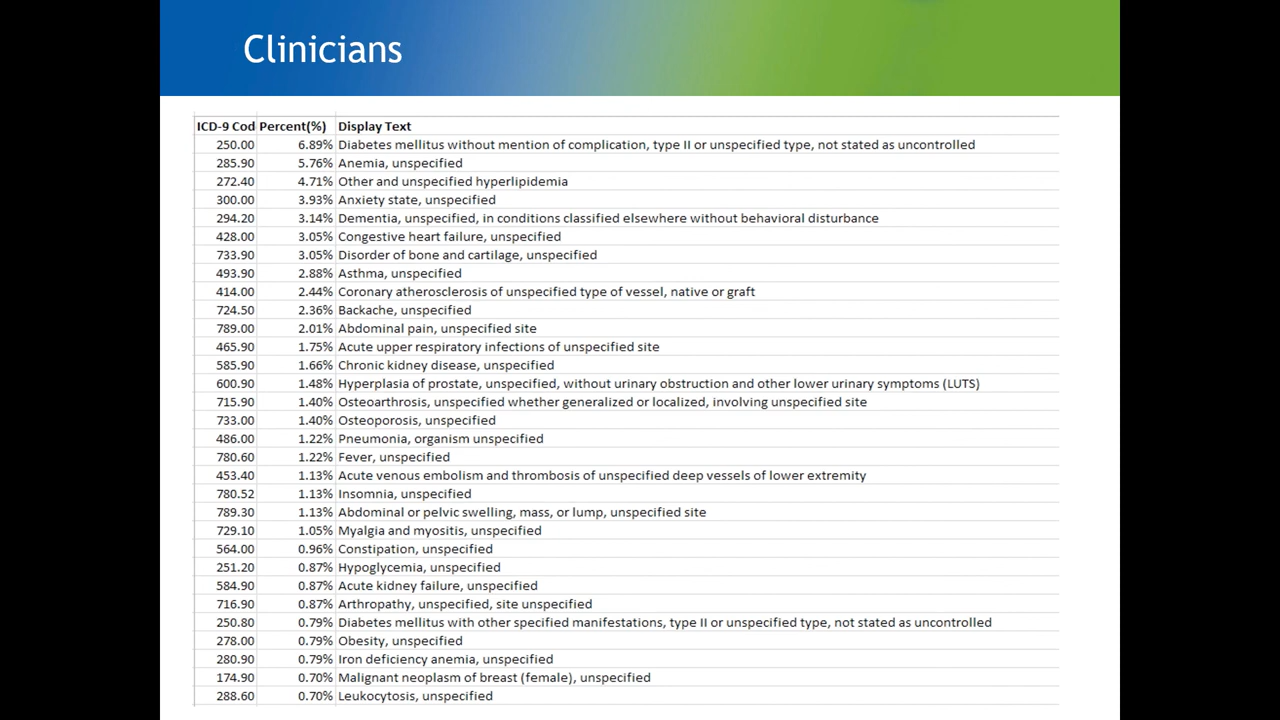 Clinicians
ICD-9 Cod Percent(%) Display Text
250.00 6.89% Diabetes mellitus without mention of complication, type II or unspecified type, not stated as uncontrolled
285.90 5.76% Anemia, unspecified
272.40 4.71% Other and unspecified hyperlipidemia
300.00 3.93% Anxiety state, unspecified
294.20 3.14% Dementia, unspecified, in conditions classified elsewhere without behavioral disturbance
428.00 3.05% Congestive heart failure, unspecified
733.90 3.05% Disorder of bone and cartilage, unspecified
493.90 2.88% Asthma, unspecified
414.00 2.44% Coronary atherosclerosis of unspecified type of vessel, native or graft
724.50 2.36% Backache, unspecified
789.00 2.01% Abdominal pain, unspecified site
465.90 1.75% Acute upper respiratory infections of unspecified site
585.90 1.66% Chronic kidney disease, unspecified
600.90 1.48% Hyperplasia of prostate, unspecified, without urinary obstruction and other lower urinary symptoms (LUTS)
715.90 1.40% Osteoarthrosis, unspecified whether generalized or localized, involving unspecified site
733.00 1.40% Osteoporosis, unspecified
486.00 1.22% Pneumonia, organism unspecified
780.60 1.22% Fever, unspecified
453.40 1.13% Acute venous embolism and thrombosis of unspecified deep vessels of lower extremity
780.52 1.13% Insomnia, unspecified
789.30 1.13% Abdominal or pelvic swelling, mass, or lump, unspecified site
729.10 1.05% Myalgia and myositis, unspecified
564.00 0.96% Constipation, unspecified
251.20 0.87% Hypoglycemia, unspecified
584.90 0.87% Acute kidney failure, unspecified
716.90 0.87% Arthropathy, unspecified, site unspecified
250.80 0.79% Diabetes mellitus with other specified manifestations, type II or unspecified type, not stated as uncontrolled
278.00 0.79% Obesity, unspecified
280.90 0.79% Iron deficiency anemia, unspecified
174.90 0.70% Malignant neoplasm of breast (female), unspecified
288.60 0.70% Leukocytosis, unspecified